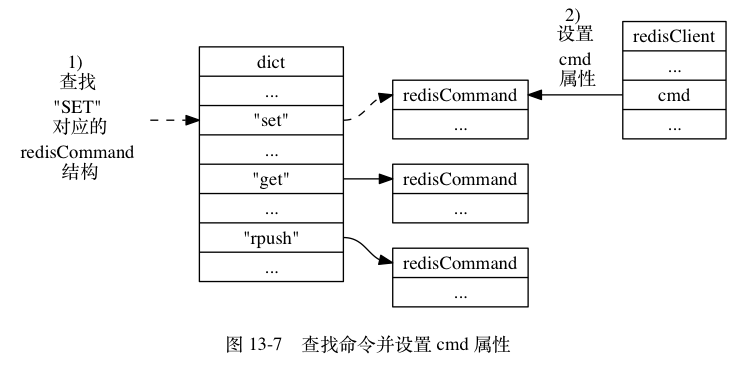 1)
查找
"SET"
对应的
redisCommand
结构
dict
...
"set"
...
"get"
...
"rpush"
...
redisCommand
...
redisCommand
...
redisCommand
...
2)
设置
cmd
属性
redisClient
...
cmd
...
图 13-7 查找命令并设置 cmd 属性